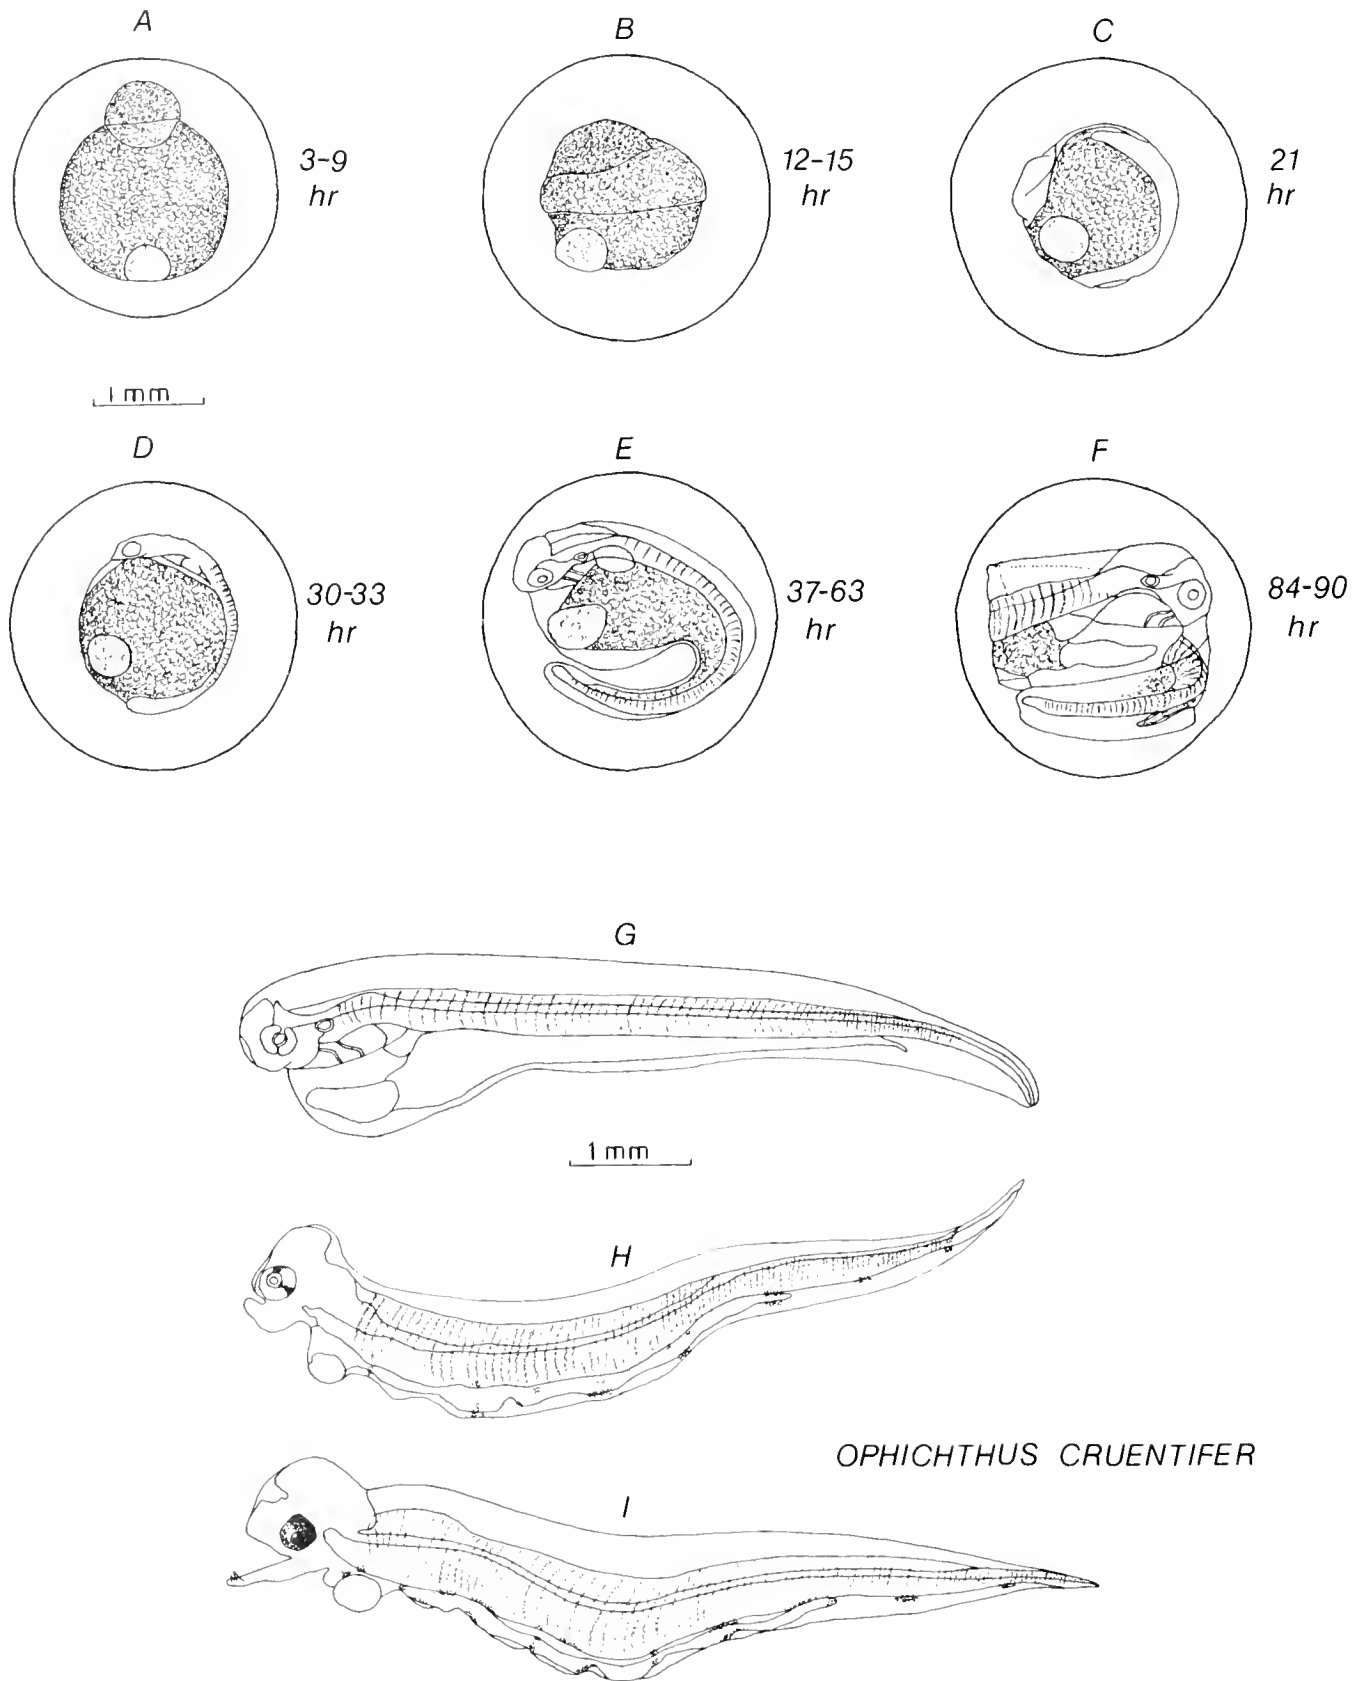 A
B
C
3-9
hr
12-15
hr
21
hr
1 mm
D
E
F
30-33
hr
37-63
hr
84-90
hr
G
1 mm
H
OPHICHTHUS CRUENTIFER
I